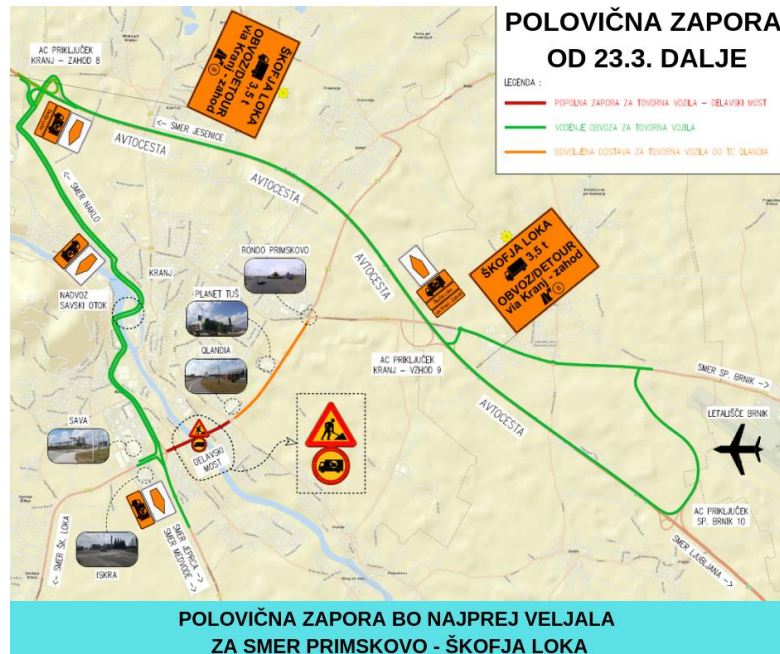 POLOVIČNA ZAPORA
OD 23.3. DALJE
LEGENDA :
POPOLNA ZAPORA ZA TOVORNA VOZILA – DELAVSKI MOST
VODENJE OBVOZA ZA TOVORNA VOZILA
DOVOLJENA DOSTAVA ZA TOVORNA VOZILA DO TC QLANDIA
AC PRIKLJUČEK
KRANJ – ZAHOD 8
ŠKOFJA LOKA
3,5 t
OBVOZ/DETOUR
via Kranj - zahod
8
<— SMER JESENICE
AVTOCESTA
AVTOCESTA
<— SMER NAKLO
KRANJ
NADVOZ
SAVSKI OTOK
RONDO PRIMSKOVO
PLANET TUŠ
QLANDIA
AVTOCESTA
ŠKOFJA LOKA
3,5 t
OBVOZ/DETOUR
via Kranj - zahod
8
AC PRIKLJUČEK
KRANJ – VZHOD 9
SMER SP. BRNIK —>
LETALIŠČE BRNIK
AVTOCESTA
SAVA
DELAVSKI
MOST
AC PRIKLJUČEK
SP. BRNIK 10
SMER LJUBLJANA —>
<— SMER ŠK. LOKA
ISKRA
SMER JEPRCA —>
SMER MEDVODE —>
POLOVIČNA ZAPORA BO NAJPREJ VELJALA
ZA SMER PRIMSKOVO - ŠKOFJA LOKA